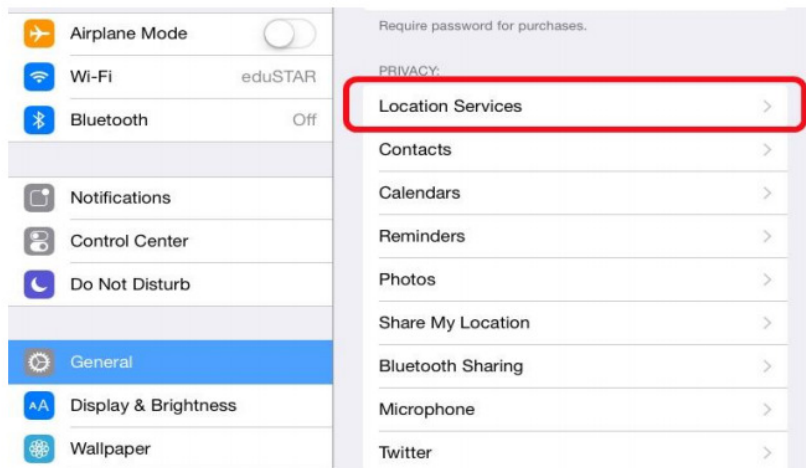 Airplane Mode
Wi-Fi eduSTAR
Bluetooth Off
Notifications
Control Center
Do Not Disturb
General
AA Display & Brightness
Wallpaper
Require password for purchases.
PRIVACY:
Location Services
Contacts
Calendars
Reminders
Photos
Share My Location
Bluetooth Sharing
Microphone
Twitter